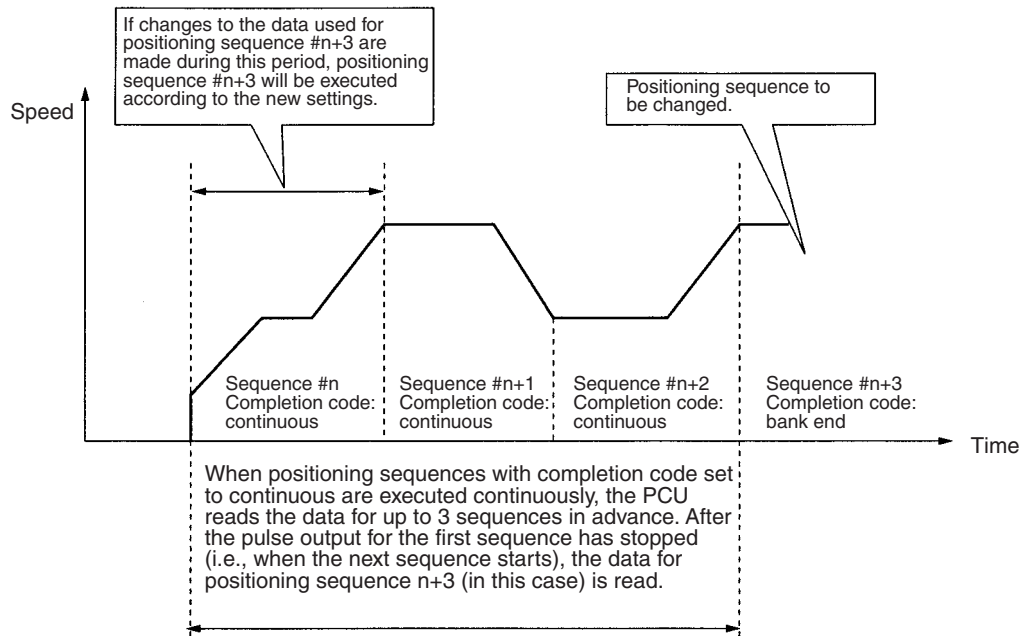 If changes to the data used for
positioning sequence #n+3 are
made during this period, positioning
sequence #n+3 will be executed
according to the new settings.
Positioning sequence to
be changed.
Speed
Sequence #n
Completion code:
continuous
Sequence #n+1
Completion code:
continuous
Sequence #n+2
Completion code:
continuous
Sequence #n+3
Completion code:
bank end
Time
When positioning sequences with completion code set
to continuous are executed continuously, the PCU
reads the data for up to 3 sequences in advance. After
the pulse output for the first sequence has stopped
(i.e., when the next sequence starts), the data for
positioning sequence n+3 (in this case) is read.